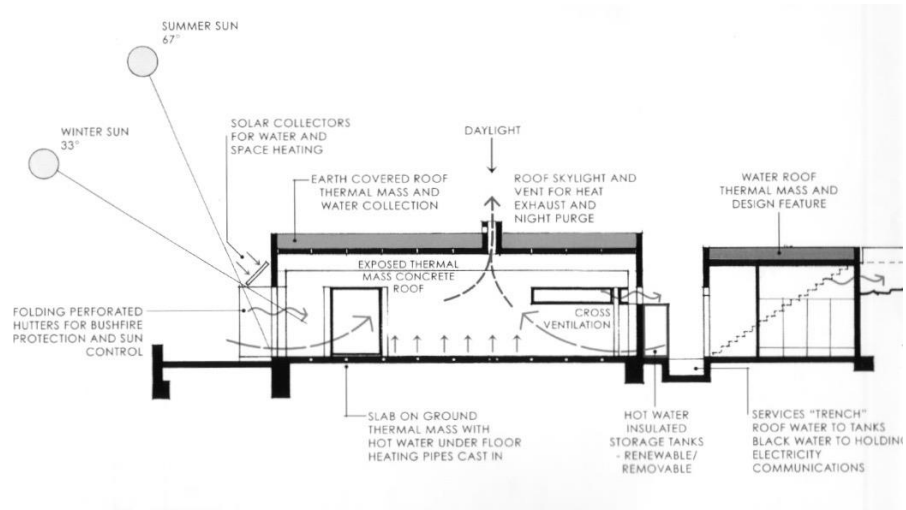 SUMMER SUN
67°
WINTER SUN
33°
SOLAR COLLECTORS
FOR WATER AND
SPACE HEATING
DAYLIGHT
EARTH COVERED ROOF
THERMAL MASS AND
WATER COLLECTION
ROOF SKYLIGHT AND
VENT FOR HEAT
EXHAUST AND
NIGHT PURGE
WATER ROOF
THERMAL MASS AND
DESIGN FEATURE
EXPOSED THERMAL
MASS CONCRETE
ROOF
FOLDING PERFORATED
HUTTERS FOR BUSHFIRE
PROTECTION AND SUN
CONTROL
CROSS
VENTILATION
SLAB ON GROUND
THERMAL MASS WITH
HOT WATER UNDER FLOOR
HEATING PIPES CAST IN
HOT WATER
INSULATED
STORAGE TANKS
- RENEWABLE/
REMOVABLE
SERVICES "TRENCH"
ROOF WATER TO TANKS
BLACK WATER TO HOLDING
ELECTRICITY
COMMUNICATIONS